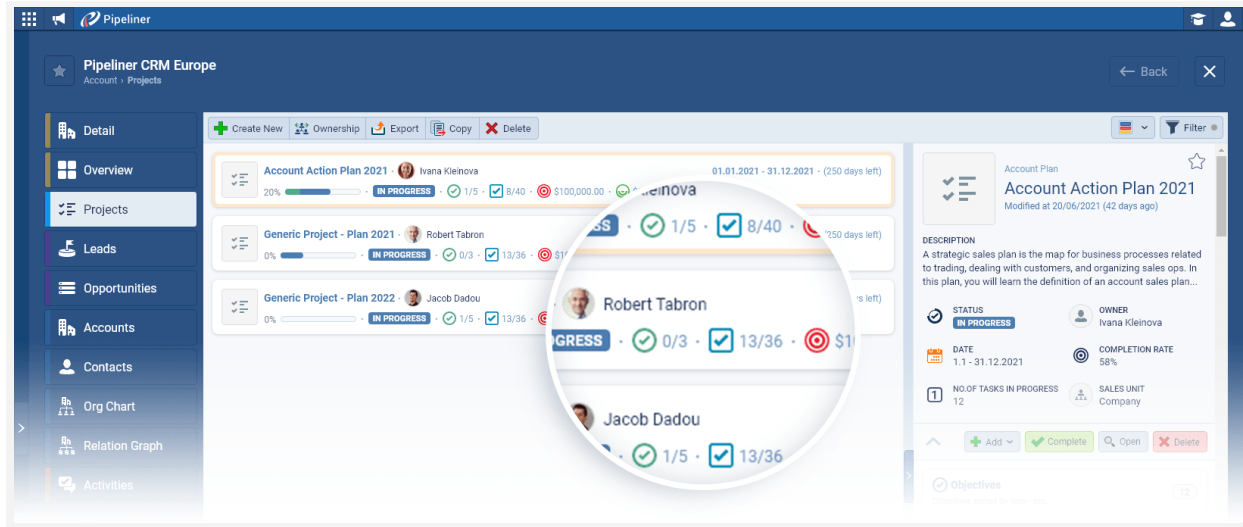 Pipeliner
Pipeliner CRM Europe
Account › Projects
← Back
Detail
Overview
Projects
Leads
Opportunities
Accounts
Contacts
Org Chart
Relation Graph
Activities
Create New Ownership Export Copy Delete
Filter
Account Action Plan 2021 · Ivana Kleinova 01.01.2021 - 31.12.2021 · (250 days left)
20% · IN PROGRESS · 1/5 · 8/40 · $100,000.00 ·
Generic Project - Plan 2021 · Robert Tabron (250 days left)
0% · IN PROGRESS · 0/3 · 13/36 ·
Generic Project - Plan 2022 · Jacob Dadou left)
0% · IN PROGRESS · 1/5 · 13/36 ·
1/5 · 8/40 ·
Robert Tabron
GRESS · 0/3 · 13/36 · $1
Jacob Dadou
1/5 · 13/36
Account Plan
Account Action Plan 2021
Modified at 20/06/2021 (42 days ago)
DESCRIPTION
A strategic sales plan is the map for business processes related
to trading, dealing with customers, and organizing sales ops. In
this plan, you will learn the definition of an account sales plan...
STATUS
IN PROGRESS
OWNER
Ivana Kleinova
DATE
1.1 - 31.12.2021
COMPLETION RATE
58%
NO.OF TASKS IN PROGRESS
12
SALES UNIT
Company
Add Complete Open Delete
Objectives
12